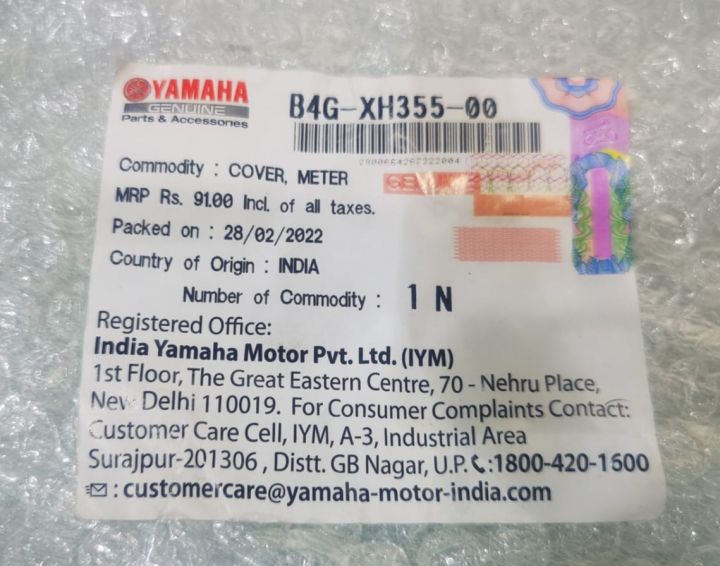 YAMAHA
GENUINE
Parts & Accessories
B4G-XH355-00
Commodity : COVER, METER
MRP Rs. 91.00 Incl. of all taxes.
Packed on : 28/02/2022
Country of Origin : INDIA
Number of Commodity : 1 N
Registered Office:
India Yamaha Motor Pvt. Ltd. (IYM)
1st Floor, The Great Eastern Centre, 70 - Nehru Place,
New Delhi 110019. For Consumer Complaints Contact:
Customer Care Cell, IYM, A-3, Industrial Area
Surajpur-201306 , Distt. GB Nagar, U.P. :1800-420-1600
: customercare@yamaha-motor-india.com